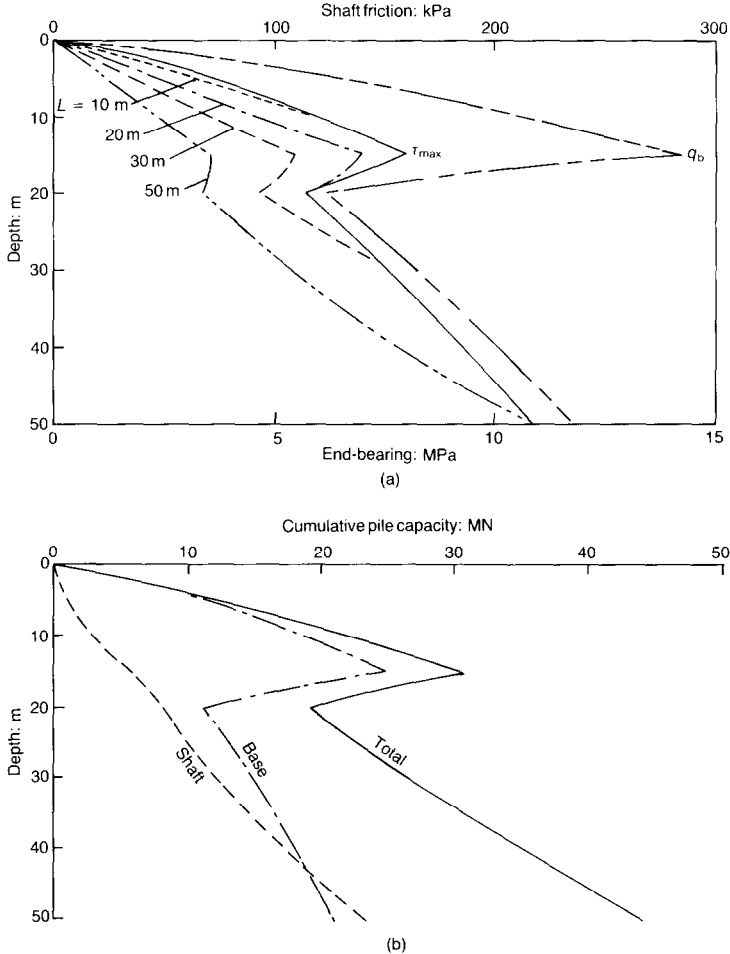 Shaft friction: kPa
0 100 200 300
0
10
20
30
40
50
Depth: m
L = 10 m
20 m
30 m
50 m
τmax
qb
0 5 10 15
End-bearing: MPa
(a)
Cumulative pile capacity: MN
0 10 20 30 40 50
0
10
20
30
40
50
Depth: m
Shaft
Base
Total
(b)